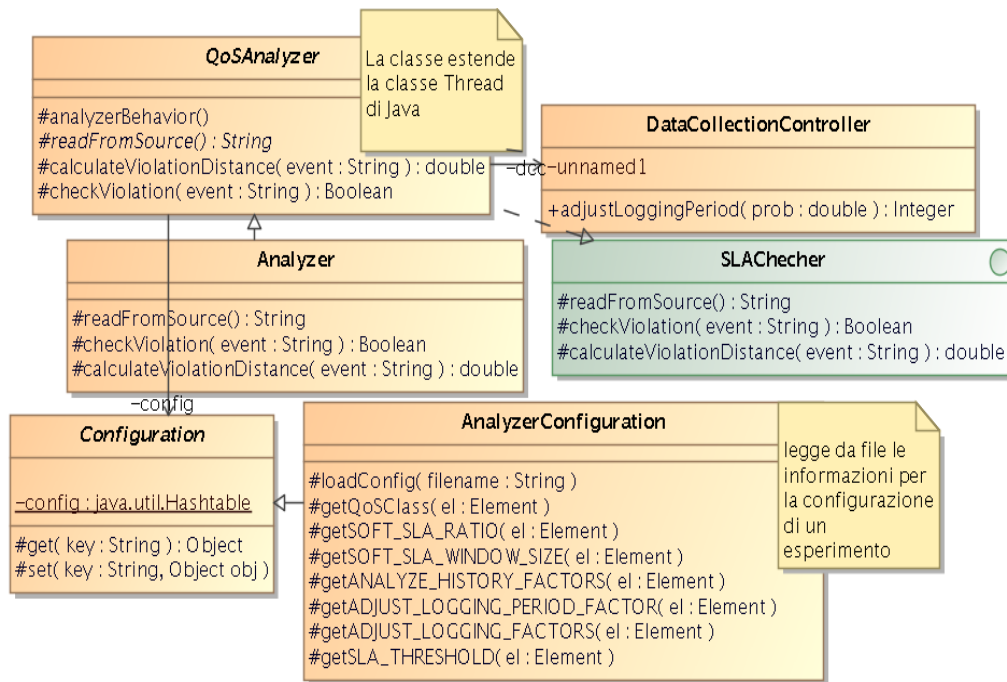 QoSAnalyzer
#analyzerBehavior()
#readFromSource() : String
#calculateViolationDistance( event : String ) : double
#checkViolation( event : String ) : Boolean
La classe estende
la classe Thread
di Java
DataCollectionController
-dcc
-unnamed1
+adjustLoggingPeriod( prob : double ) : Integer
Analyzer
#readFromSource() : String
#checkViolation( event : String ) : Boolean
#calculateViolationDistance( event : String ) : double
SLAChecher
#readFromSource() : String
#checkViolation( event : String ) : Boolean
#calculateViolationDistance( event : String ) : double
-config
Configuration
-config : java.util.Hashtable
#get( key : String ) : Object
#set( key : String, Object obj )
AnalyzerConfiguration
#loadConfig( filename : String )
#getQoSClass( el : Element )
#getSOFT_SLA_RATIO( el : Element )
#getSOFT_SLA_WINDOW_SIZE( el : Element )
#getANALYZE_HISTORY_FACTORS( el : Element )
#getADJUST_LOGGING_PERIOD_FACTOR( el : Element )
#getADJUST_LOGGING_FACTORS( el : Element )
#getSLA_THRESHOLD( el : Element )
legge da file le
informazioni per
la configurazione
di un
esperimento